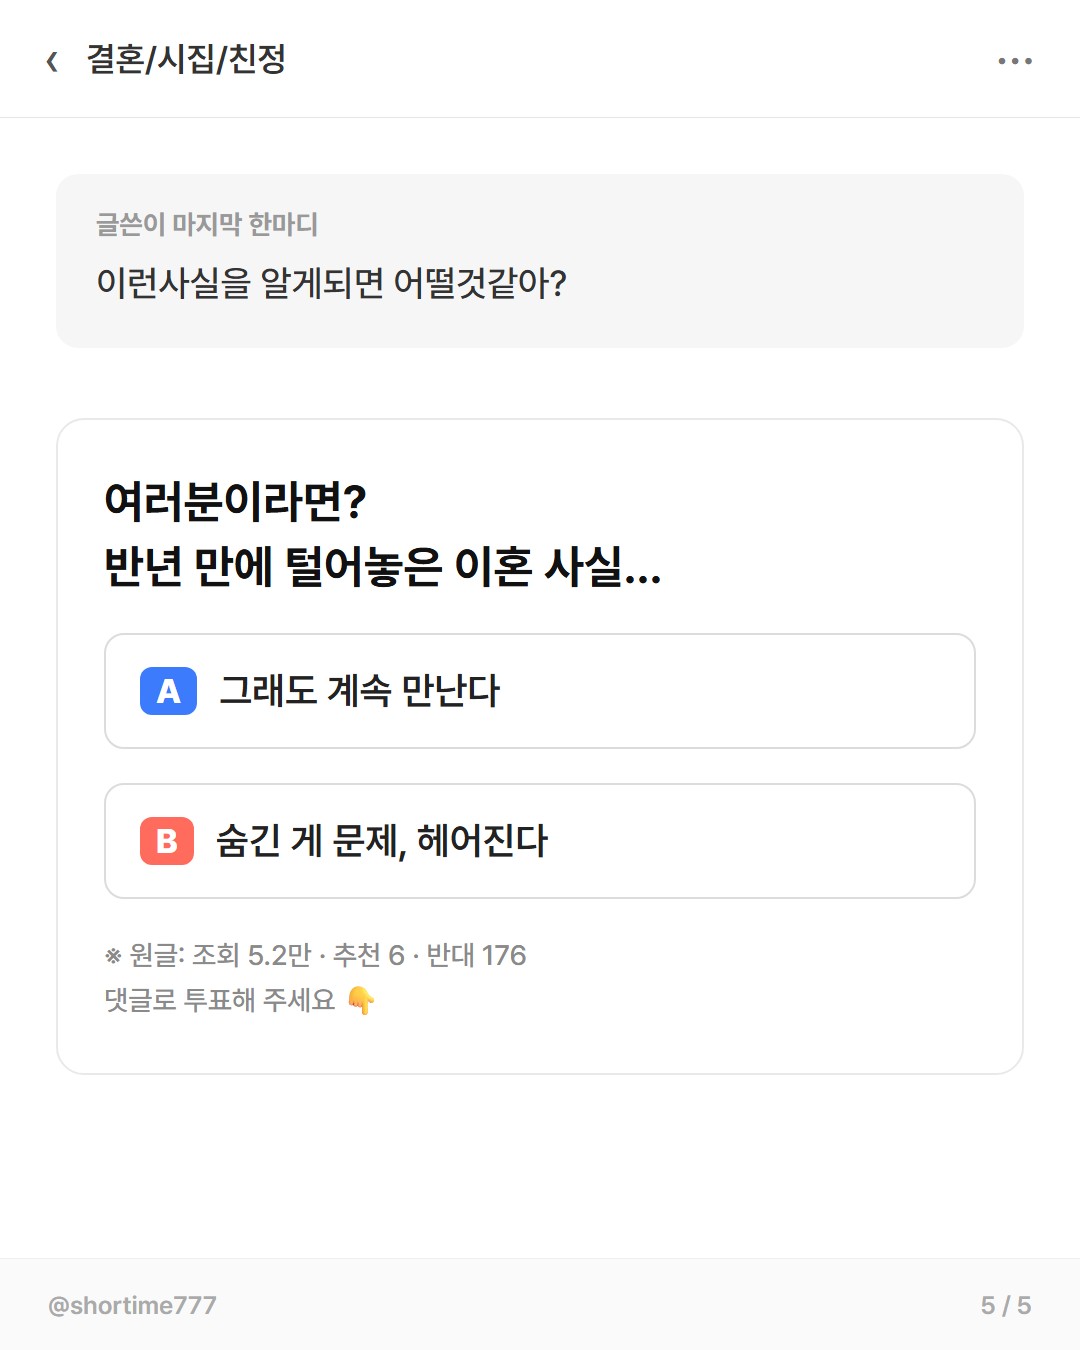 결혼/시집/친정
글쓴이 마지막 한마디
이런사실을 알게되면 어떨것같아?
여러분이라면?
반년 만에 털어놓은 이혼 사실...
A 그래도 계속 만난다
B 숨긴 게 문제, 헤어진다
※ 원글: 조회 5.2만 · 추천 6 · 반대 176
댓글로 투표해 주세요 👇
@shortime777
5 / 5